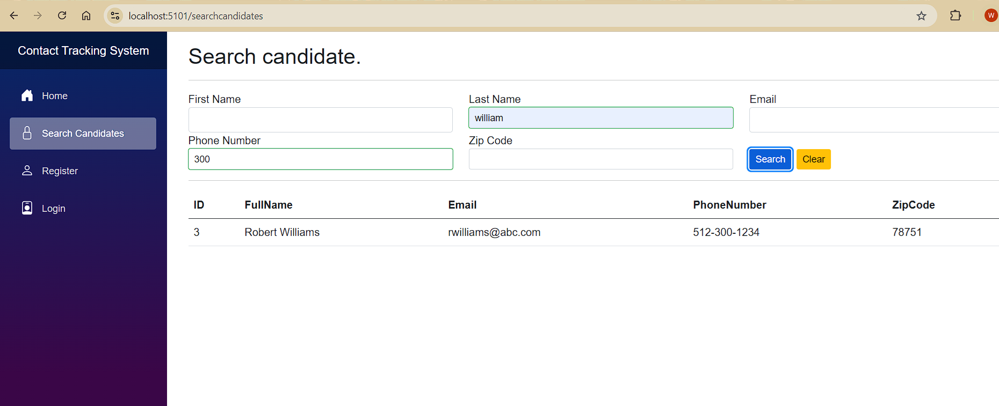 localhost:5101/searchcandidates
W
Contact Tracking System
Home
Search Candidates
Register
Login
Search candidate.
First Name Last Name Email
william
Phone Number Zip Code
300 Search Clear
ID FullName Email PhoneNumber ZipCode
3 Robert Williams rwilliams@abc.com 512-300-1234 78751